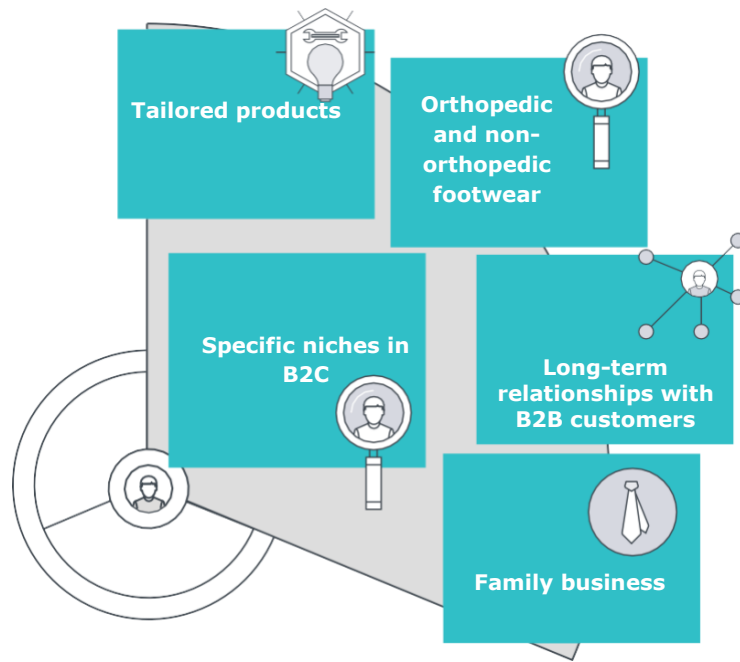 Tailored products
Orthopedic
and non-
orthopedic
footwear
Specific niches in
B2C
Long-term
relationships with
B2B customers
Family business